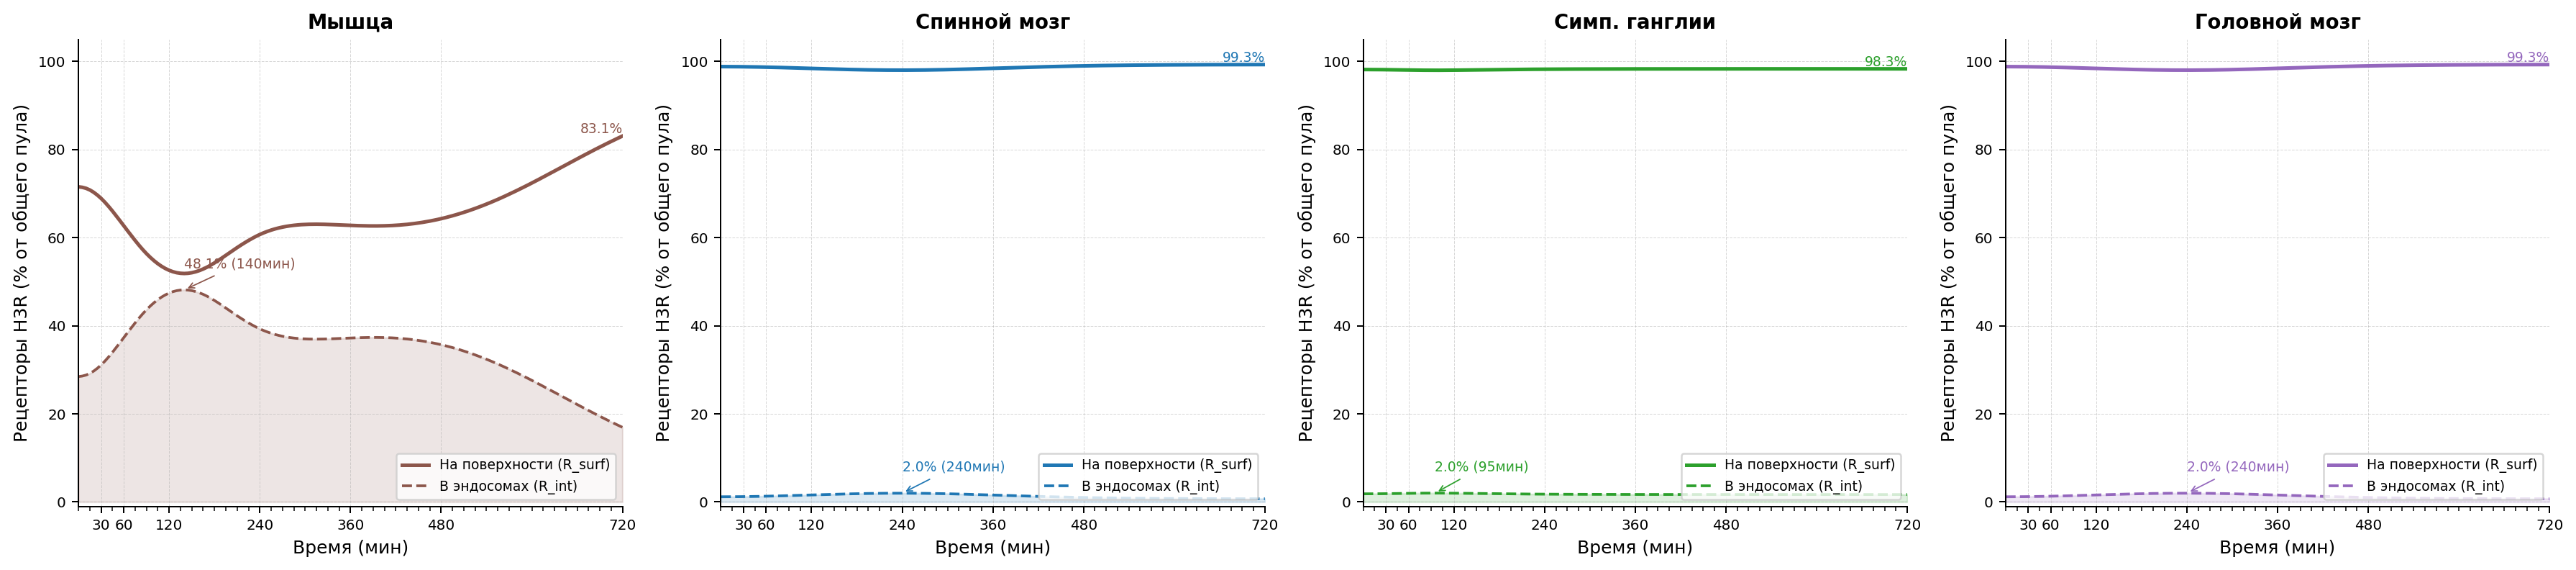 Мышца
Рецепторы H3R (% от общего пула)
100
80
60
40
20
0
83.1%
48.1% (140мин)
На поверхности (R_surf)
В эндосомах (R_int)
30 60 120 240 360 480 720
Время (мин)
Спинной мозг
Рецепторы H3R (% от общего пула)
100
80
60
40
20
0
99.3%
2.0% (240мин)
На поверхности (R_surf)
В эндосомах (R_int)
30 60 120 240 360 480 720
Время (мин)
Симп. ганглии
Рецепторы H3R (% от общего пула)
100
80
60
40
20
0
98.3%
2.0% (95мин)
На поверхности (R_surf)
В эндосомах (R_int)
30 60 120 240 360 480 720
Время (мин)
Головной мозг
Рецепторы H3R (% от общего пула)
100
80
60
40
20
0
99.3%
2.0% (240мин)
На поверхности (R_surf)
В эндосомах (R_int)
30 60 120 240 360 480 720
Время (мин)